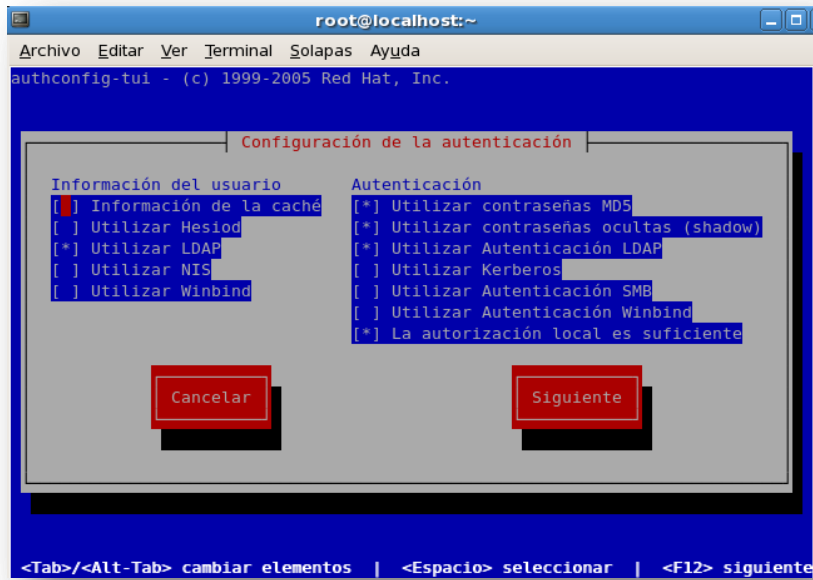 root@localhost:~
Archivo Editar Ver Terminal Solapas Ayuda
authconfig-tui - (c) 1999-2005 Red Hat, Inc.
Configuración de la autenticación
Información del usuario Autenticación
[ ] Información de la caché [*] Utilizar contraseñas MD5
[ ] Utilizar Hesiod [*] Utilizar contraseñas ocultas (shadow)
[*] Utilizar LDAP [*] Utilizar Autenticación LDAP
[ ] Utilizar NIS [ ] Utilizar Kerberos
[ ] Utilizar Winbind [ ] Utilizar Autenticación SMB
[ ] Utilizar Autenticación Winbind
[*] La autorización local es suficiente
Cancelar Siguiente
<Tab>/<Alt-Tab> cambiar elementos | <Espacio> seleccionar | <F12> siguiente